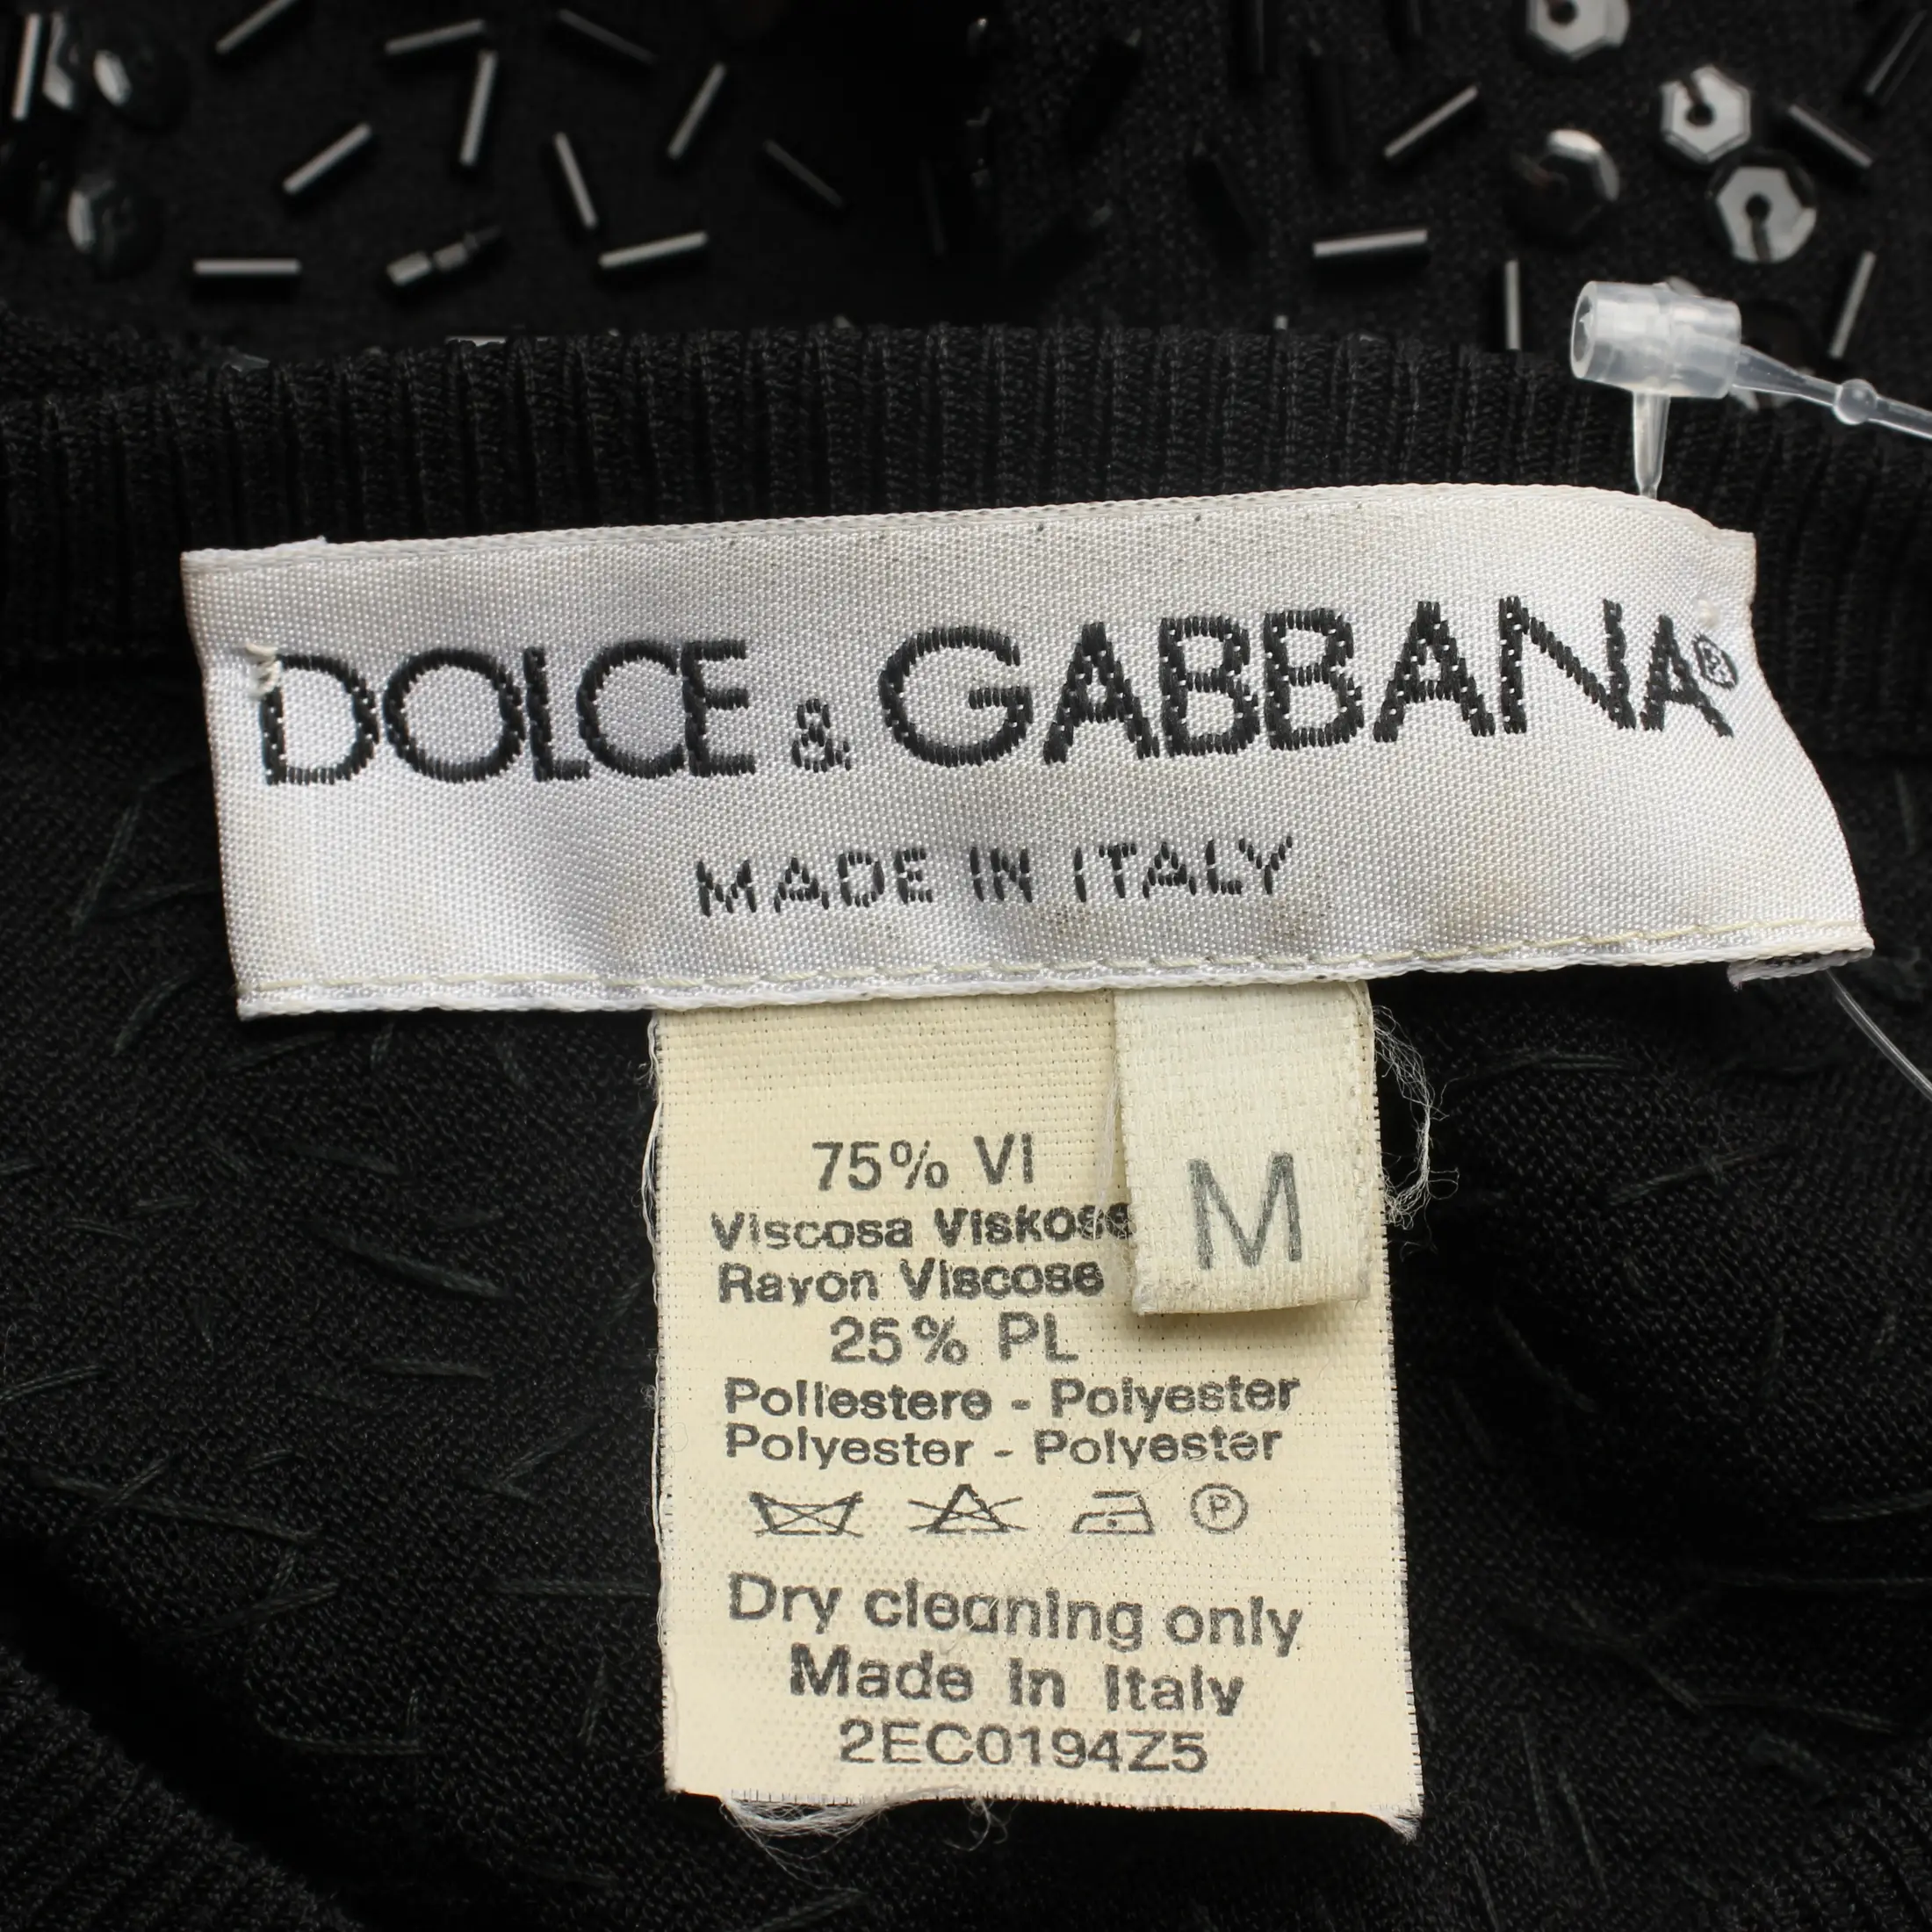 DOLCE & GABBANA®
MADE IN ITALY
M
75% VI
Viscosa Viskose
Rayon Viscose
25% PL
Poliestere - Polyester
Polyester - Polyester
P
Dry cleaning only
Made In Italy
2EC0194Z5